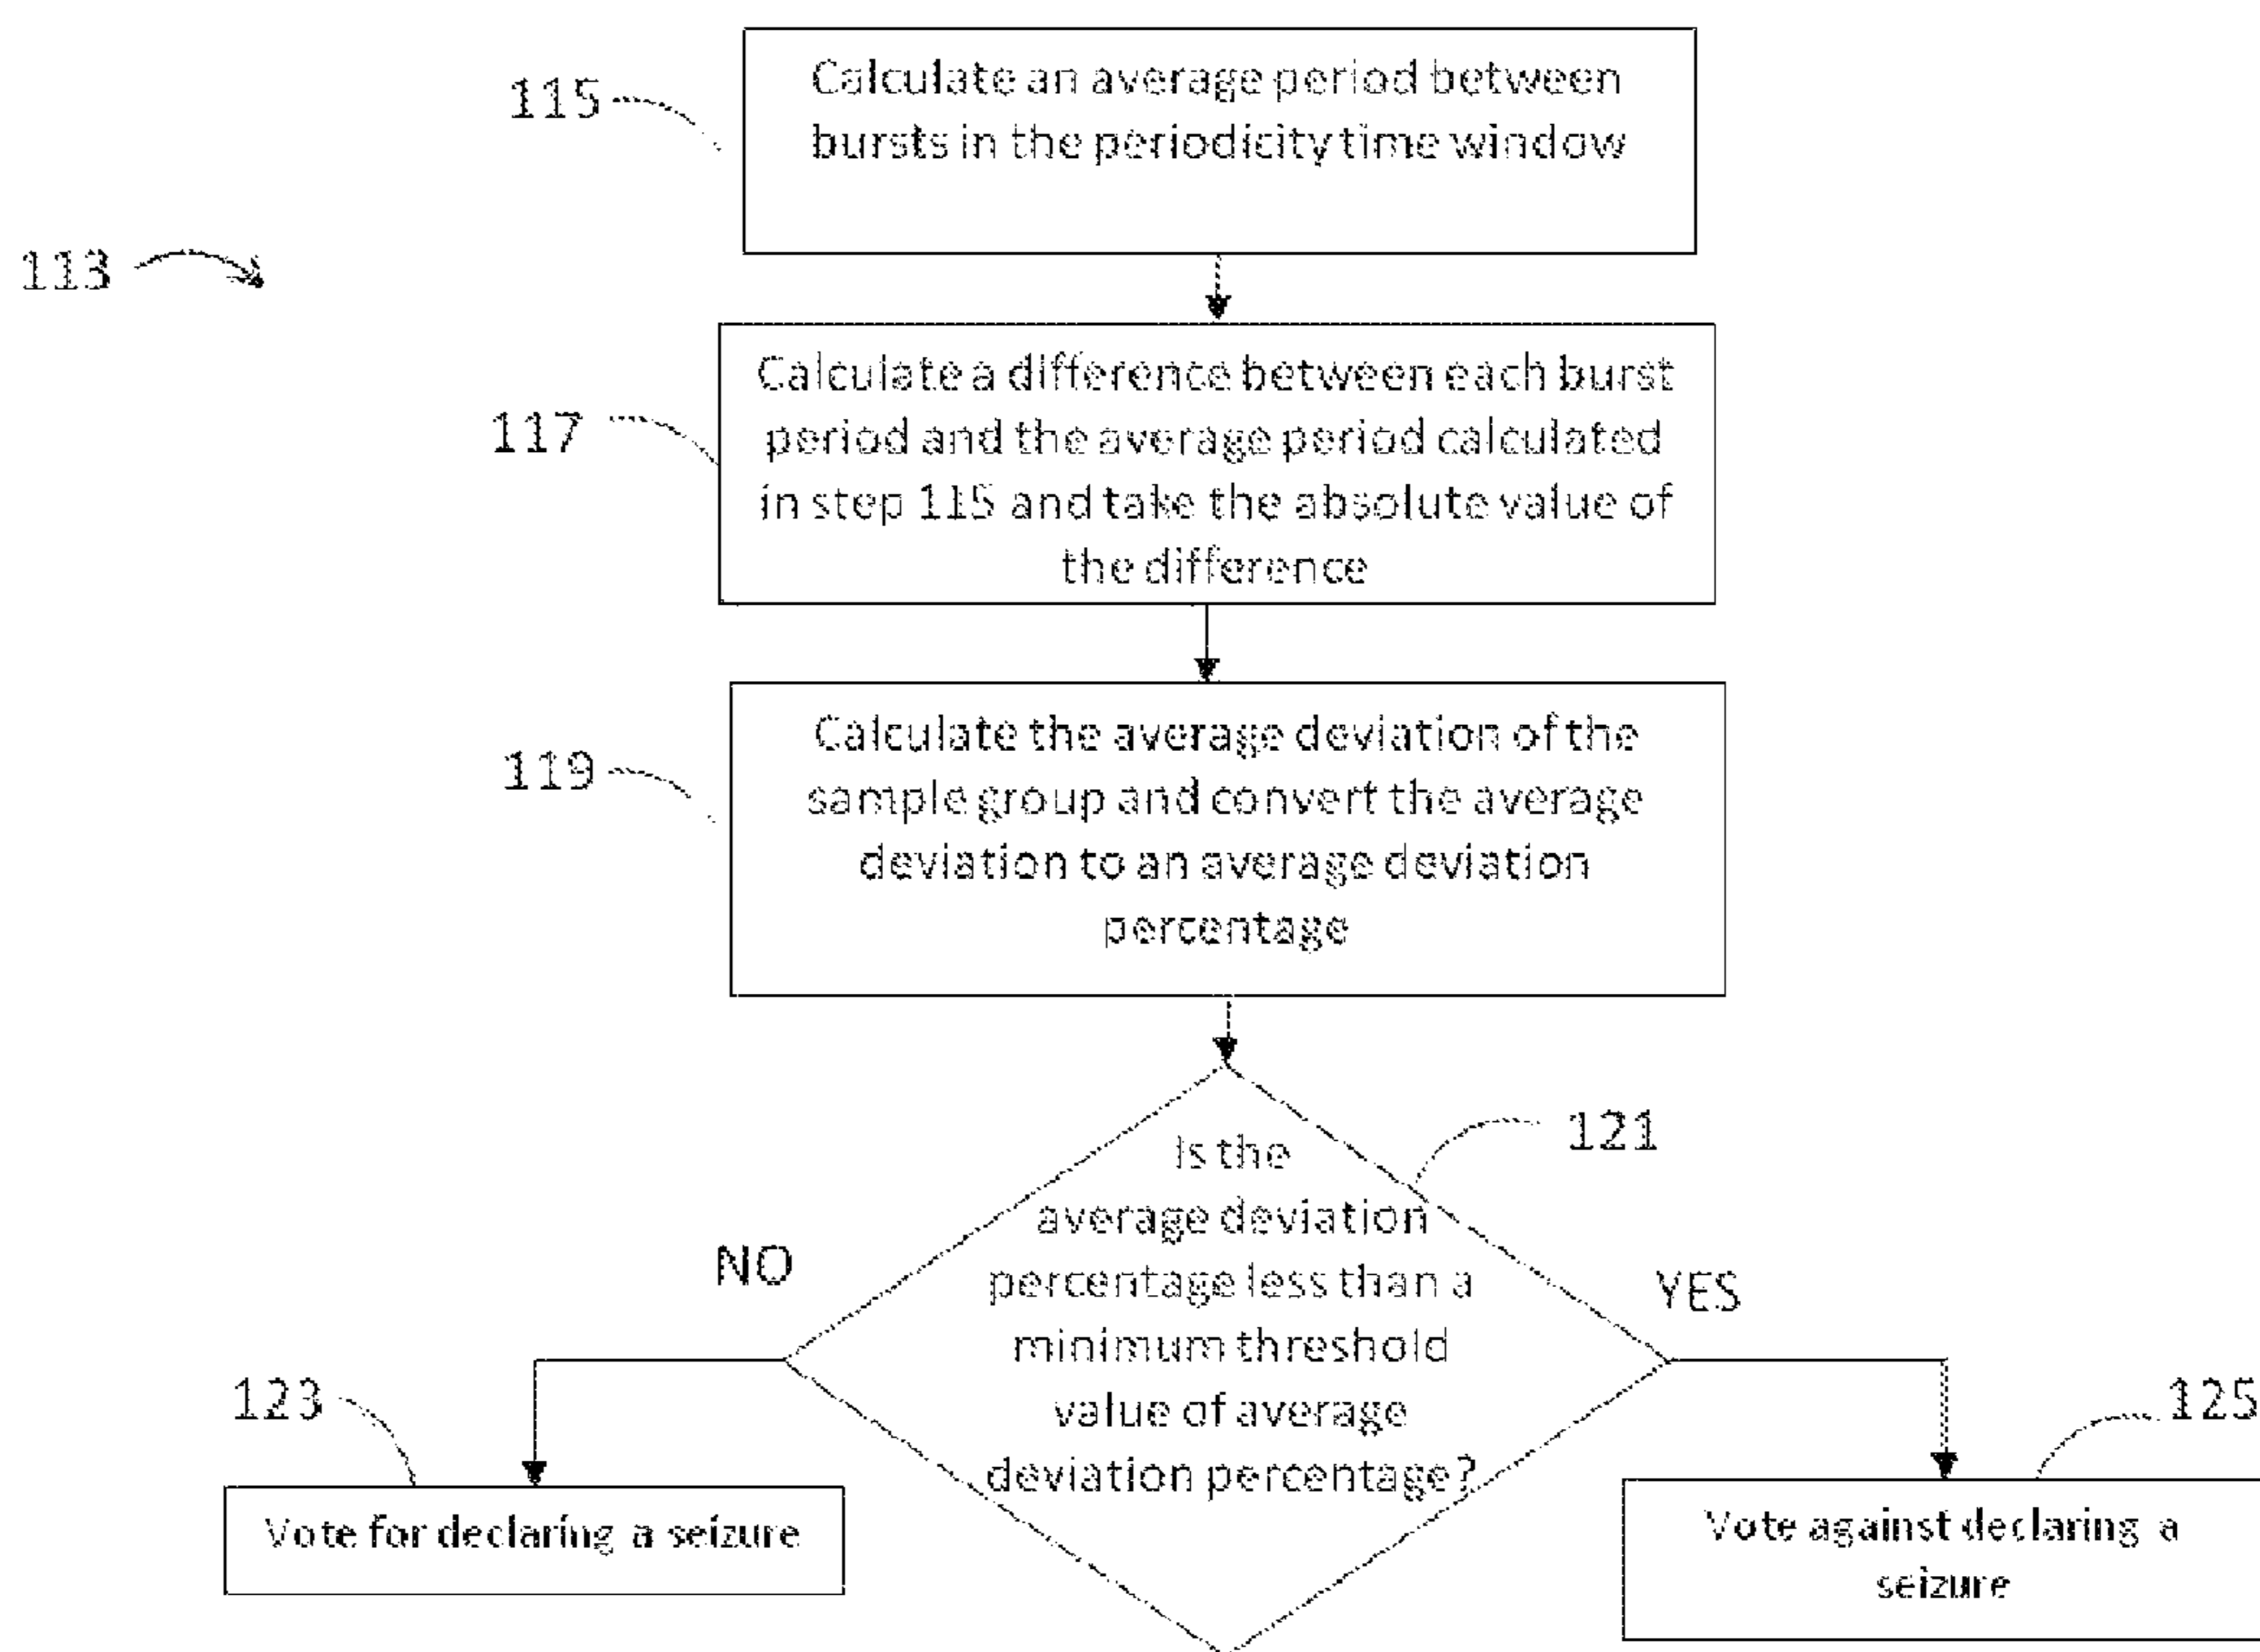 115
Calculate an average period between
bursts in the periodicity time window
113
117
Calculate a difference between each burst
period and the average period calculated
in step 115 and take the absolute value of
the difference
119
Calculate the average deviation of the
sample group and convert the average
deviation to an average deviation
percentage
121
Is the
average deviation
percentage less than a
minimum threshold
value of average
deviation percentage?
NO
YES
123
Vote for declaring a seizure
125
Vote against declaring a
seizure